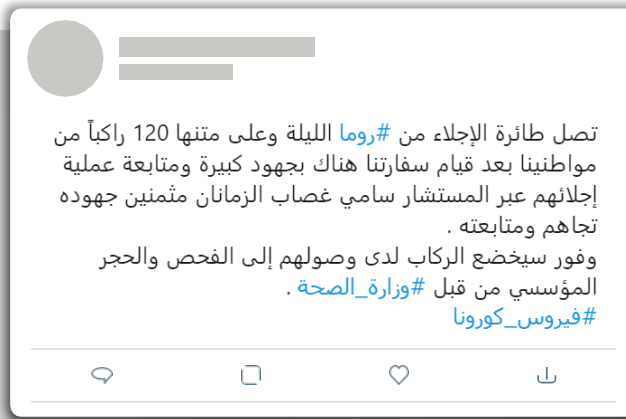 تصل طائرة الإجلاء من #روما الليلة وعلى متنها 120 راكباً من
مواطنينا بعد قيام سفارتنا هناك بجهود كبيرة ومتابعة عملية
إجلائهم عبر المستشار سامي غصاب الزمانان مثمنين جهوده
تجاهم ومتابعته .
وفور سيخضع الركاب لدى وصولهم إلى الفحص والحجر
المؤسسي من قبل #وزارة_الصحة .
#فيروس_كورونا